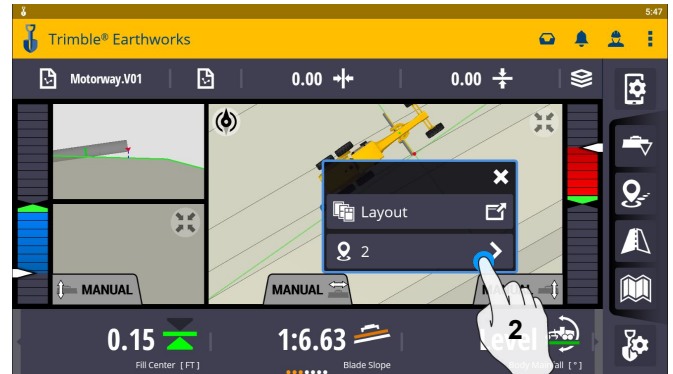 5:47
Trimble® Earthworks
Motorway.V01 0.00 0.00
Layout
2
MANUAL MANUAL
2
0.15 1:6.63
Fill Center [ FT ] Blade Slope [ ° ]